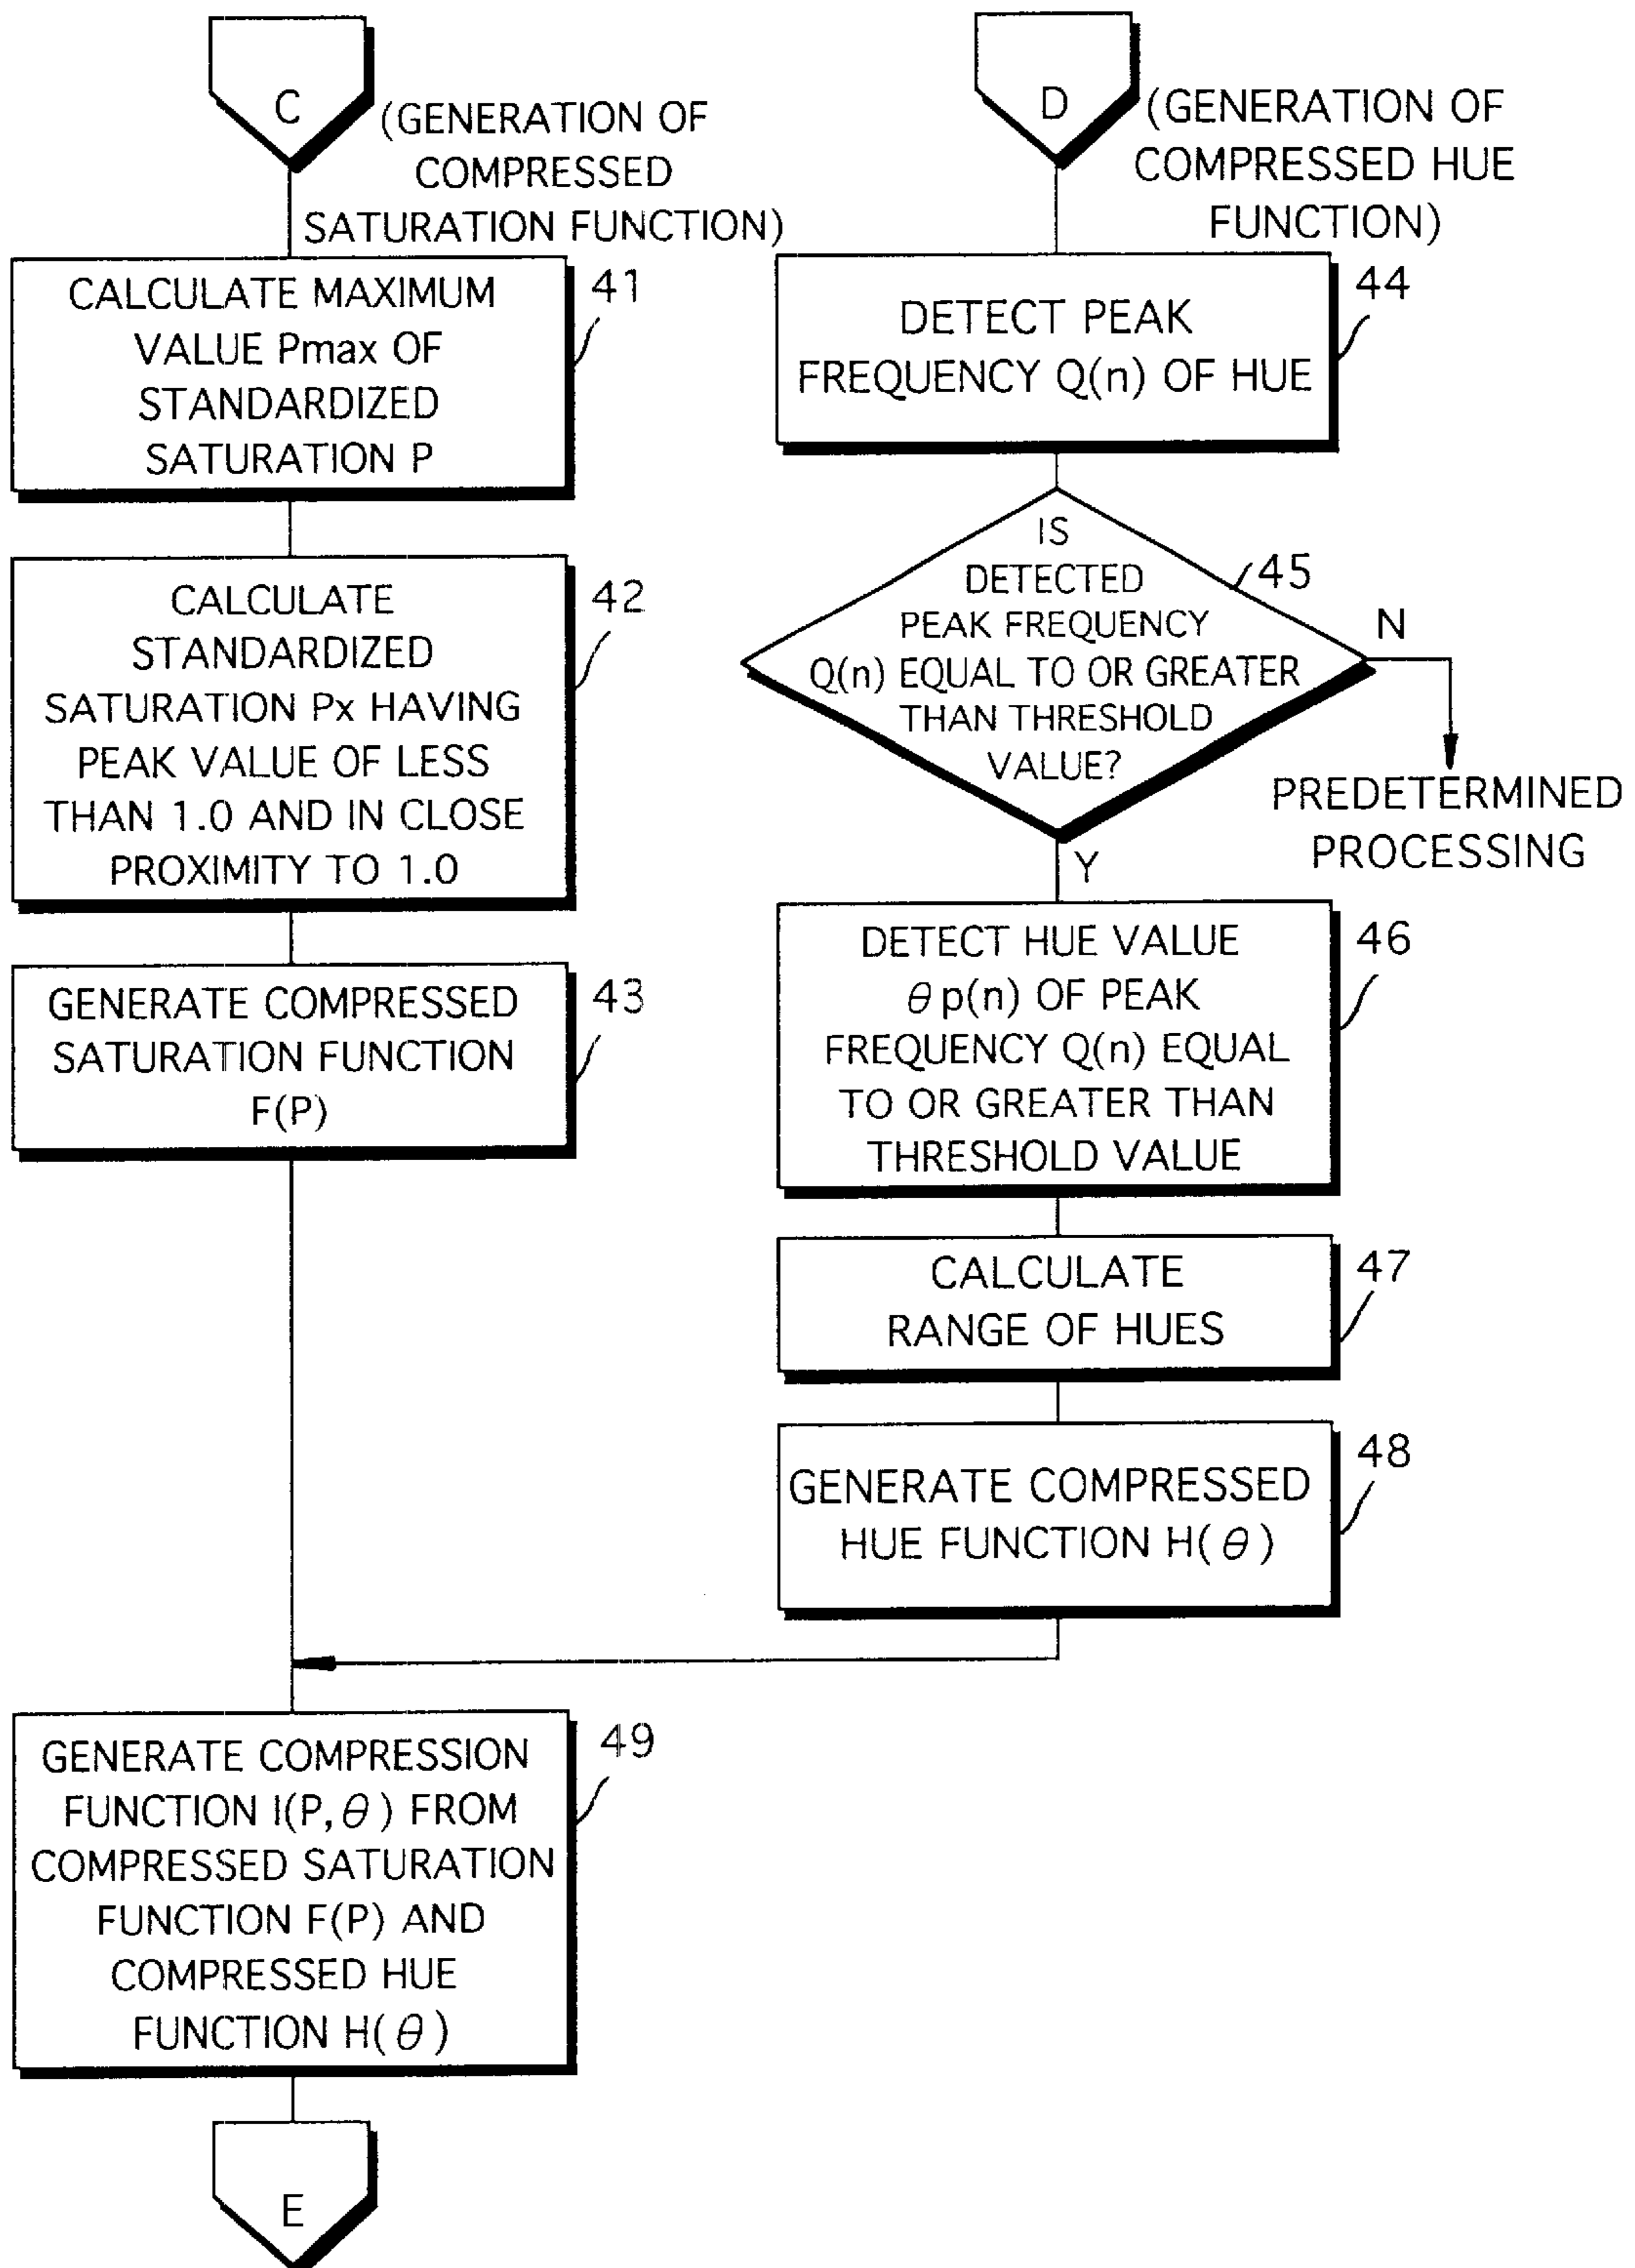 C
(GENERATION OF
COMPRESSED
SATURATION FUNCTION)
41
CALCULATE MAXIMUM
VALUE Pmax OF
STANDARDIZED
SATURATION P
42
CALCULATE
STANDARDIZED
SATURATION Px HAVING
PEAK VALUE OF LESS
THAN 1.0 AND IN CLOSE
PROXIMITY TO 1.0
43
GENERATE COMPRESSED
SATURATION FUNCTION
F(P)
D
(GENERATION OF
COMPRESSED HUE
FUNCTION)
44
DETECT PEAK
FREQUENCY Q(n) OF HUE
45
IS
DETECTED
PEAK FREQUENCY
Q(n) EQUAL TO OR GREATER
THAN THRESHOLD
VALUE?
N
PREDETERMINED
PROCESSING
Y
46
DETECT HUE VALUE
θp(n) OF PEAK
FREQUENCY Q(n) EQUAL
TO OR GREATER THAN
THRESHOLD VALUE
47
CALCULATE
RANGE OF HUES
48
GENERATE COMPRESSED
HUE FUNCTION H(θ)
49
GENERATE COMPRESSION
FUNCTION I(P,θ) FROM
COMPRESSED SATURATION
FUNCTION F(P) AND
COMPRESSED HUE
FUNCTION H(θ)
E